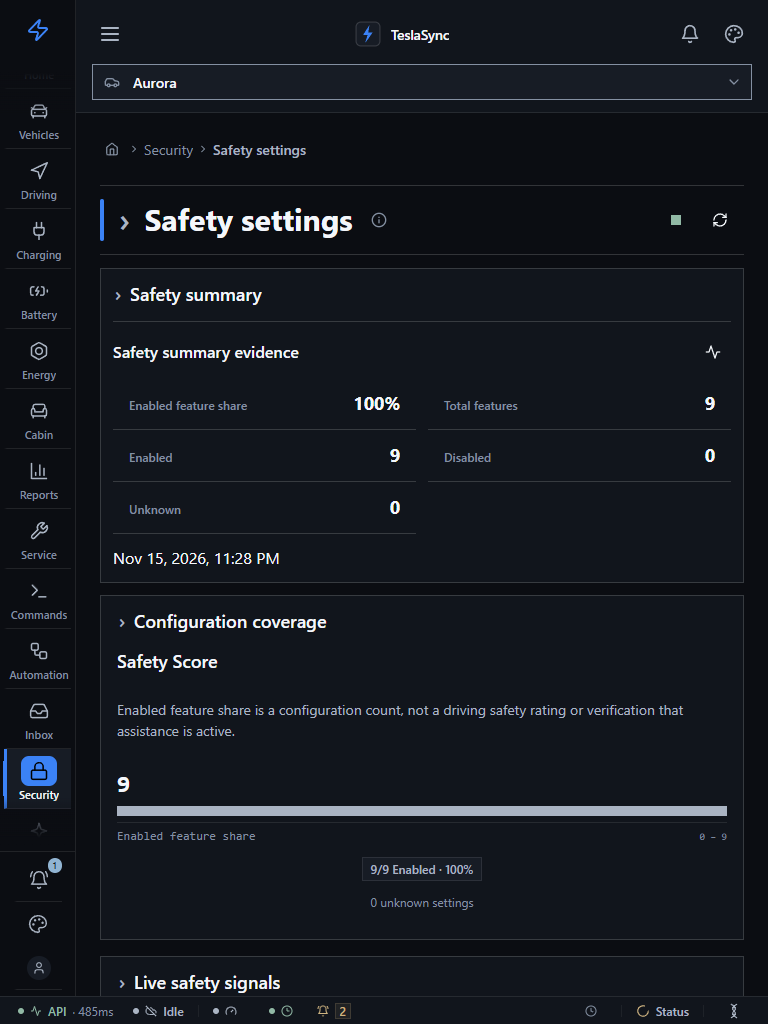 TeslaSync
Aurora
Vehicles
Driving
Charging
Battery
Energy
Cabin
Reports
Service
Commands
Automation
Inbox
Security
1
Security
Safety settings
Safety settings
Safety summary
Safety summary evidence
Enabled feature share 100%
Total features 9
Enabled 9
Disabled 0
Unknown 0
Nov 15, 2026, 11:28 PM
Configuration coverage
Safety Score
Enabled feature share is a configuration count, not a driving safety rating or verification that
assistance is active.
9
Enabled feature share 0 – 9
9/9 Enabled · 100%
0 unknown settings
Live safety signals
API · 485ms
Idle
2
Status